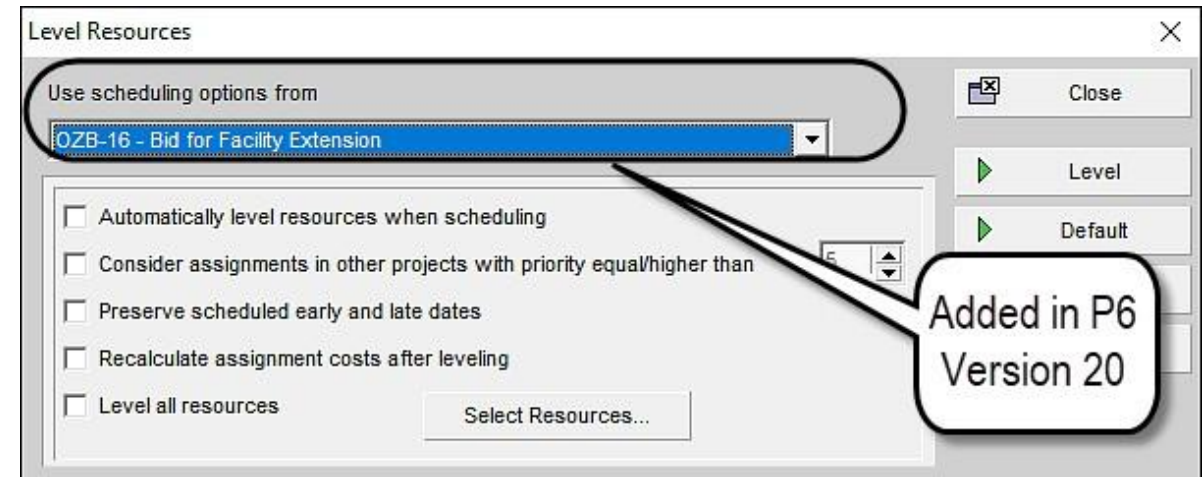 Level Resources
Use scheduling options from
OZB-16 - Bid for Facility Extension
Close
Level
Default
Automatically level resources when scheduling
Consider assignments in other projects with priority equal/higher than
5
Preserve scheduled early and late dates
Recalculate assignment costs after leveling
Level all resources
Select Resources...
Added in P6
Version 20